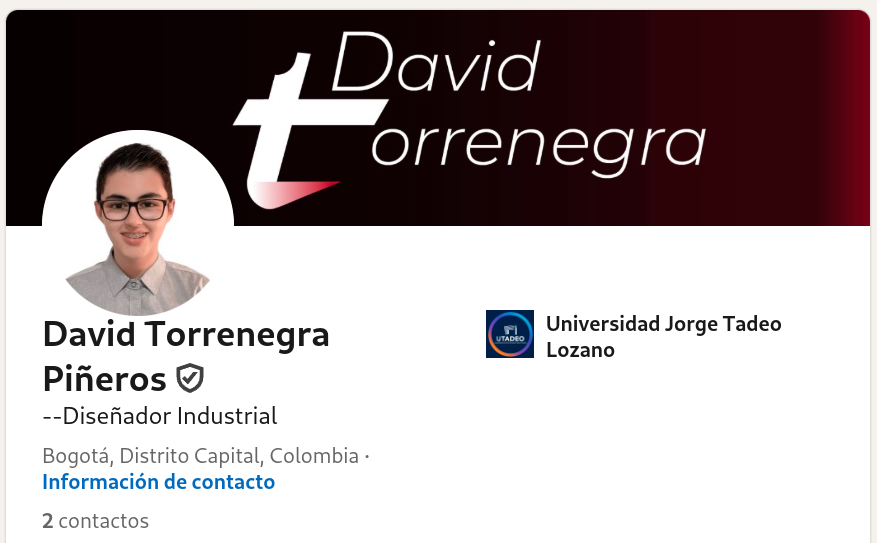 David
Torrenegra
David Torrenegra
Piñeros
--Diseñador Industrial
Bogotá, Distrito Capital, Colombia ·
Información de contacto
2 contactos
UTADEO
Universidad Jorge Tadeo
Lozano